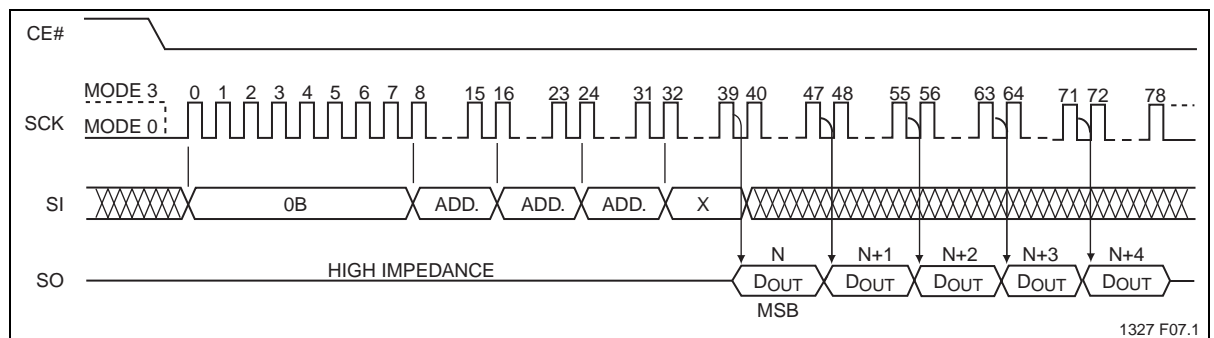 CE#
MODE 3 0 1 2 3 4 5 6 7 8 15 16 23 24 31 32 39 40 47 48 55 56 63 64 71 72 78
SCK MODE 0
SI 0B ADD. ADD. ADD. X
N N+1 N+2 N+3 N+4
SO HIGH IMPEDANCE DOUT DOUT DOUT DOUT DOUT
MSB
1327 F07.1